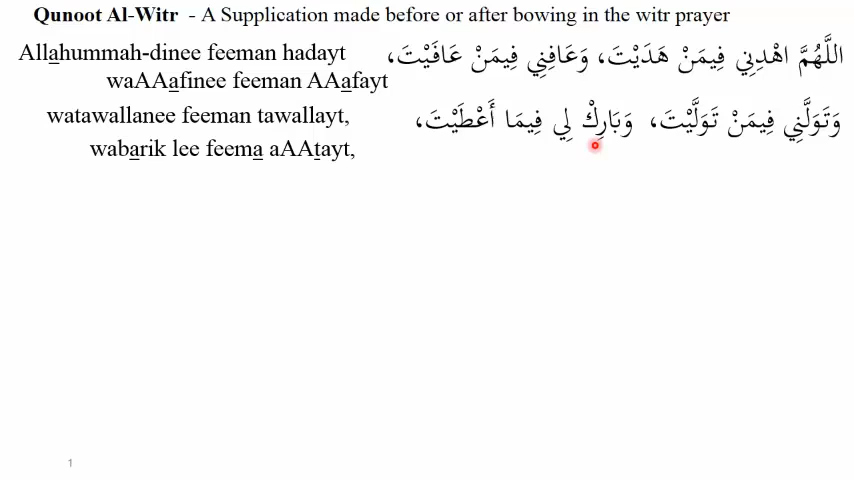 Qunoot Al-Witr - A Supplication made before or after bowing in the witr prayer
Allahummah-dinee feeman hadayt
اللَّهُمَّ اهْدِنِي فِيمَنْ هَدَيْتَ، وَعَافِنِي فِيمَنْ عَافَيْتَ،
waAAafinee feeman AAafayt
watawallanee feeman tawallayt,
وَتَوَلَّنِي فِيمَنْ تَوَلَّيْتَ، وَبَارِكْ لِي فِيمَا أَعْطَيْتَ،
wabarik lee feema aAAtayt,
1